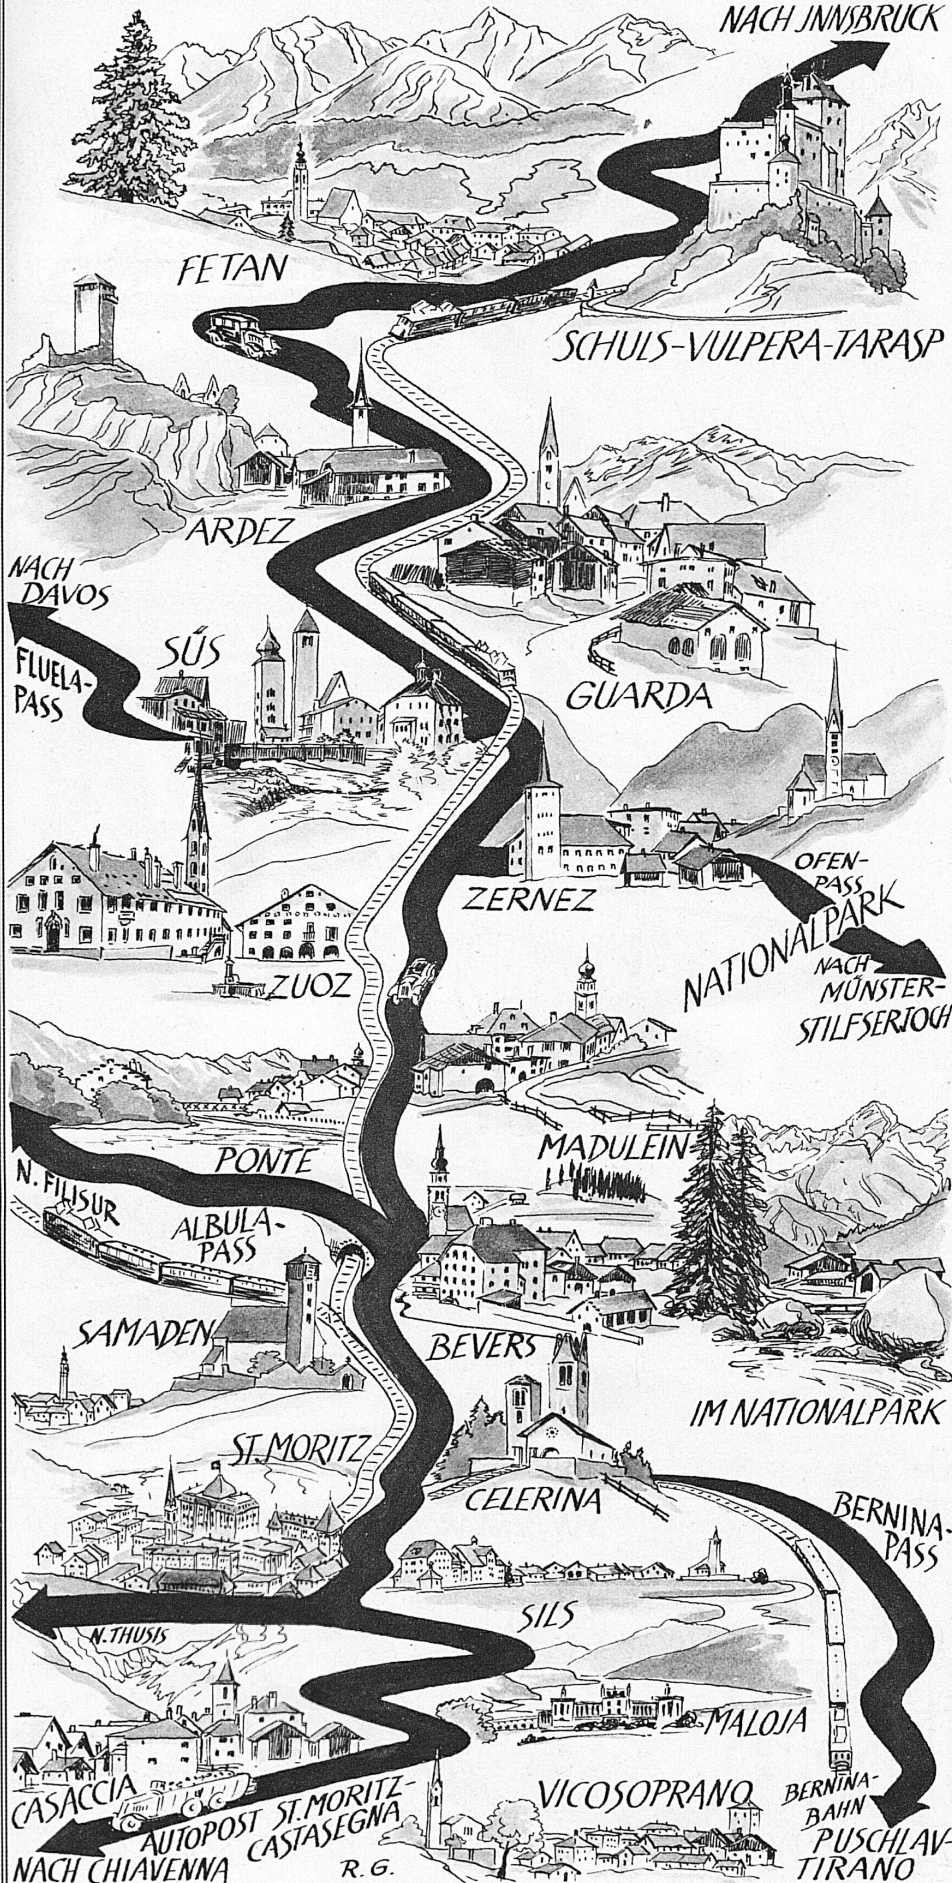 NACH INNSBRUCK
FETAN
SCHULS-VULPERA-TARASP
ARDEZ
NACH
DAVOS
FLUELA-
PASS
SÜS
GUARDA
ZERNEZ
OFEN-
PASS
NATIONALPARK
NACH
MÜNSTER-
STILFSERJOCH
ZUOZ
MADULEIN
PONTE
N. FILISUR
ALBULA-
PASS
SAMADEN
BEVERS
IM NATIONALPARK
ST. MORITZ
CELERINA
BERNINA-
PASS
SILS
N. THUSIS
MALOJA
CASACCIA
AUTOPOST ST. MORITZ-
CASTASEGNA
NACH CHIAVENNA
R.G.
VICOSOPRANO
BERNINA-
BAHN
PUSCHLAV-
TIRANO